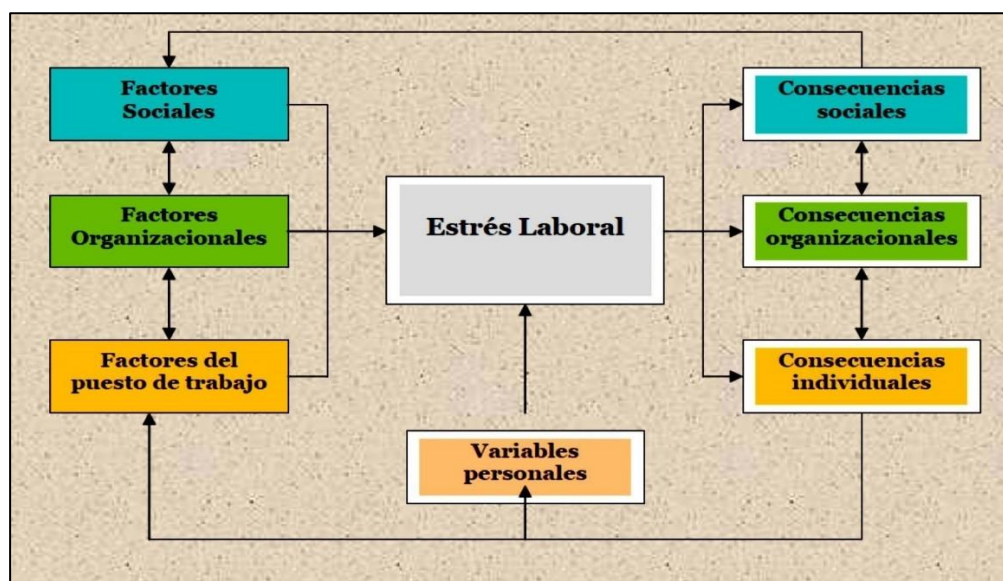 Factores
Sociales
Factores
Organizacionales
Factores del
puesto de trabajo
Estrés Laboral
Variables
personales
Consecuencias
sociales
Consecuencias
organizacionales
Consecuencias
individuales